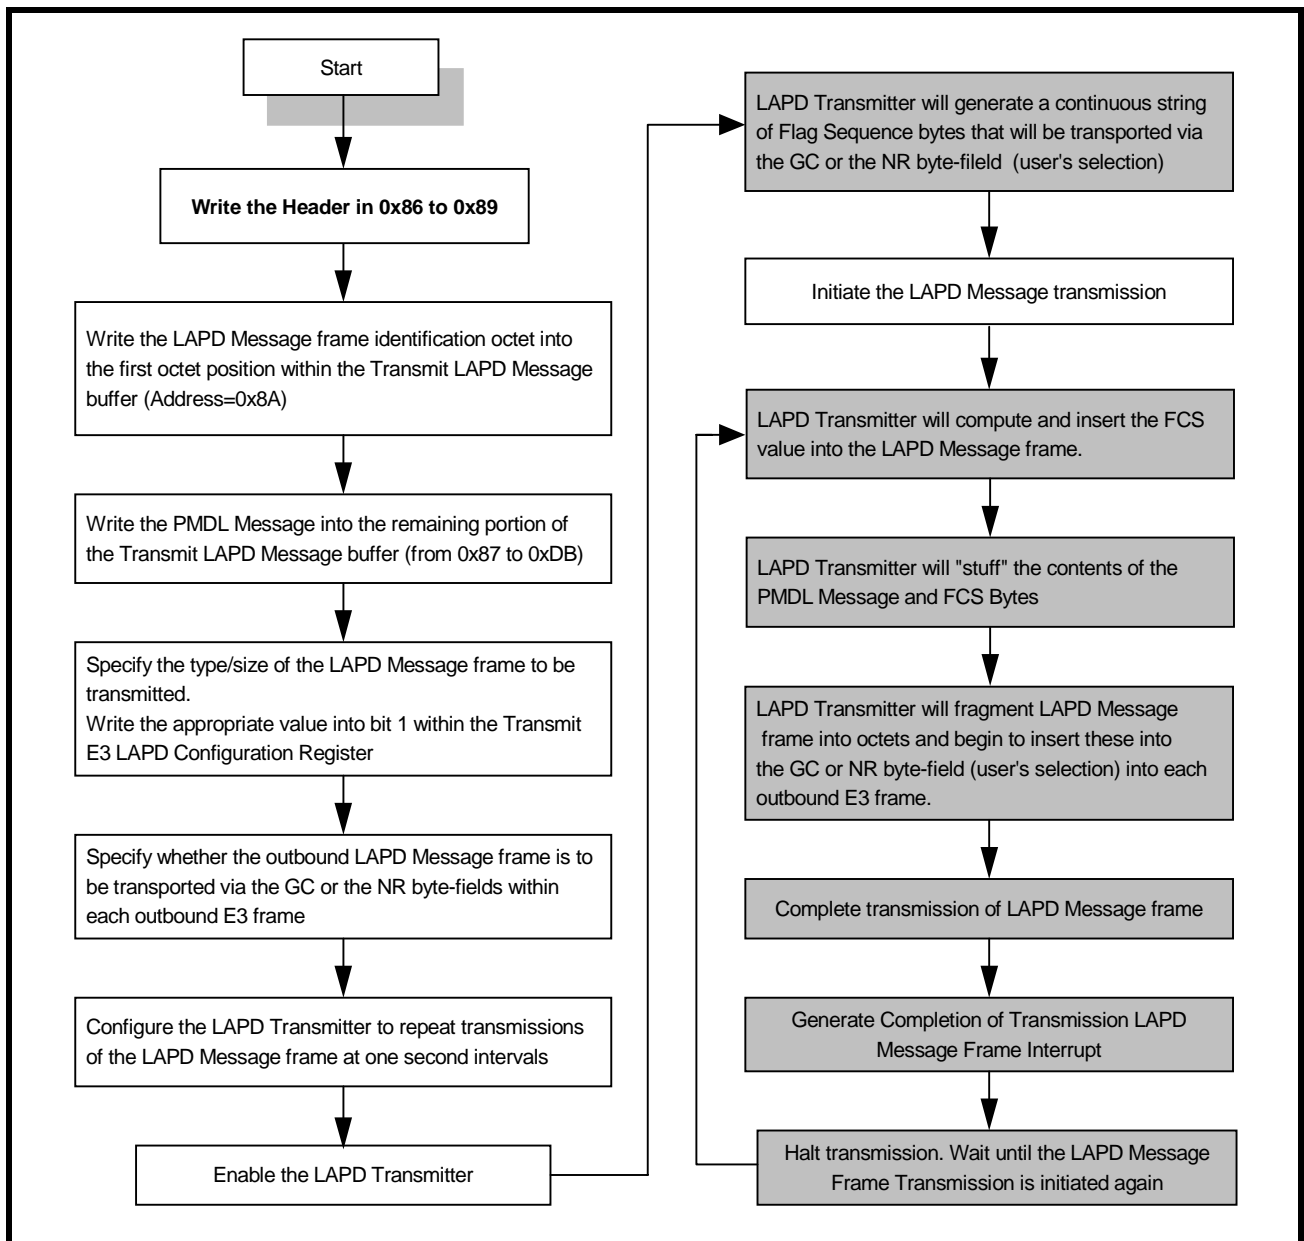 Start
Write the Header in 0x86 to 0x89
Write the LAPD Message frame identification octet into
the first octet position within the Transmit LAPD Message
buffer (Address=0x8A)
Write the PMDL Message into the remaining portion of
the Transmit LAPD Message buffer (from 0x87 to 0xDB)
Specify the type/size of the LAPD Message frame to be
transmitted.
Write the appropriate value into bit 1 within the Transmit
E3 LAPD Configuration Register
Specify whether the outbound LAPD Message frame is to
be transported via the GC or the NR byte-fields within
each outbound E3 frame
Configure the LAPD Transmitter to repeat transmissions
of the LAPD Message frame at one second intervals
Enable the LAPD Transmitter
LAPD Transmitter will generate a continuous string
of Flag Sequence bytes that will be transported via
the GC or the NR byte-fileld (user's selection)
Initiate the LAPD Message transmission
LAPD Transmitter will compute and insert the FCS
value into the LAPD Message frame.
LAPD Transmitter will "stuff" the contents of the
PMDL Message and FCS Bytes
LAPD Transmitter will fragment LAPD Message
frame into octets and begin to insert these into
the GC or NR byte-field (user's selection) into each
outbound E3 frame.
Complete transmission of LAPD Message frame
Generate Completion of Transmission LAPD
Message Frame Interrupt
Halt transmission. Wait until the LAPD Message
Frame Transmission is initiated again